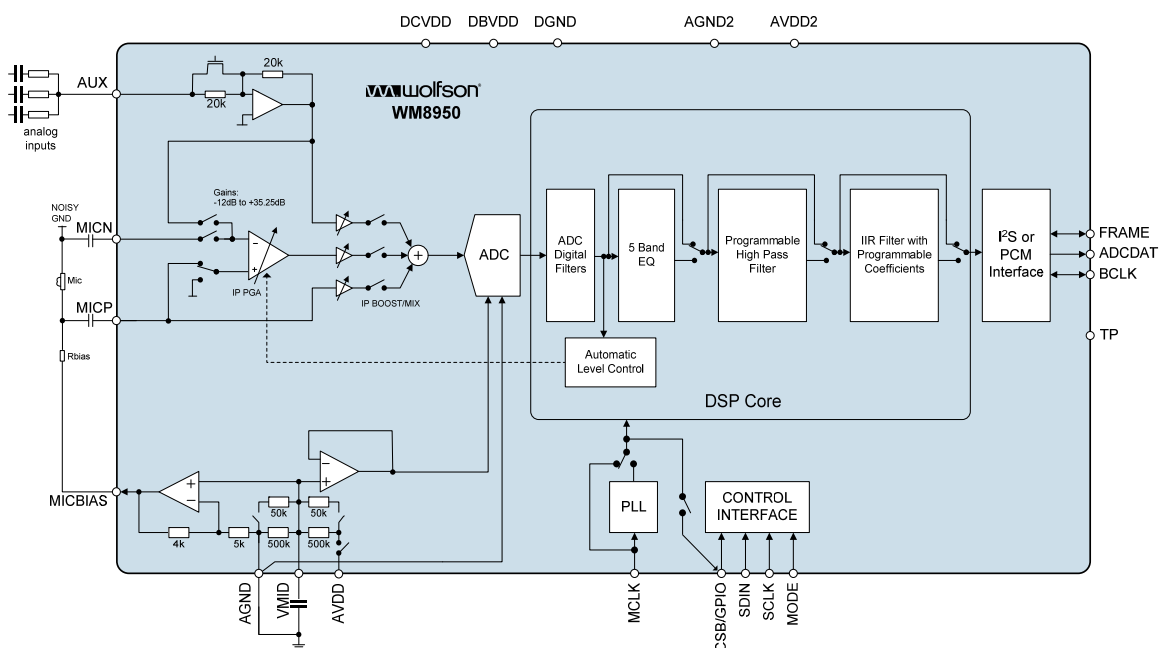 DCVDD
DBVDD
DGND
AGND2
AVDD2
AUX
analog
inputs
20k
20k
wolfson®
WM8950
Gains:
-12dB to +35.25dB
NOISY
GND
MICN
Mic
MICP
Rbias
IP PGA
IP BOOST/MIX
+
ADC
ADC
Digital
Filters
5 Band
EQ
Programmable
High Pass
Filter
IIR Filter with
Programmable
Coefficients
I²S or
PCM
Interface
FRAME
ADCDAT
BCLK
TP
Automatic
Level Control
DSP Core
MICBIAS
4k
5k
50k
50k
500k
500k
AGND
VMID
AVDD
PLL
CONTROL
INTERFACE
MCLK
CSB/GPIO
SDIN
SCLK
MODE